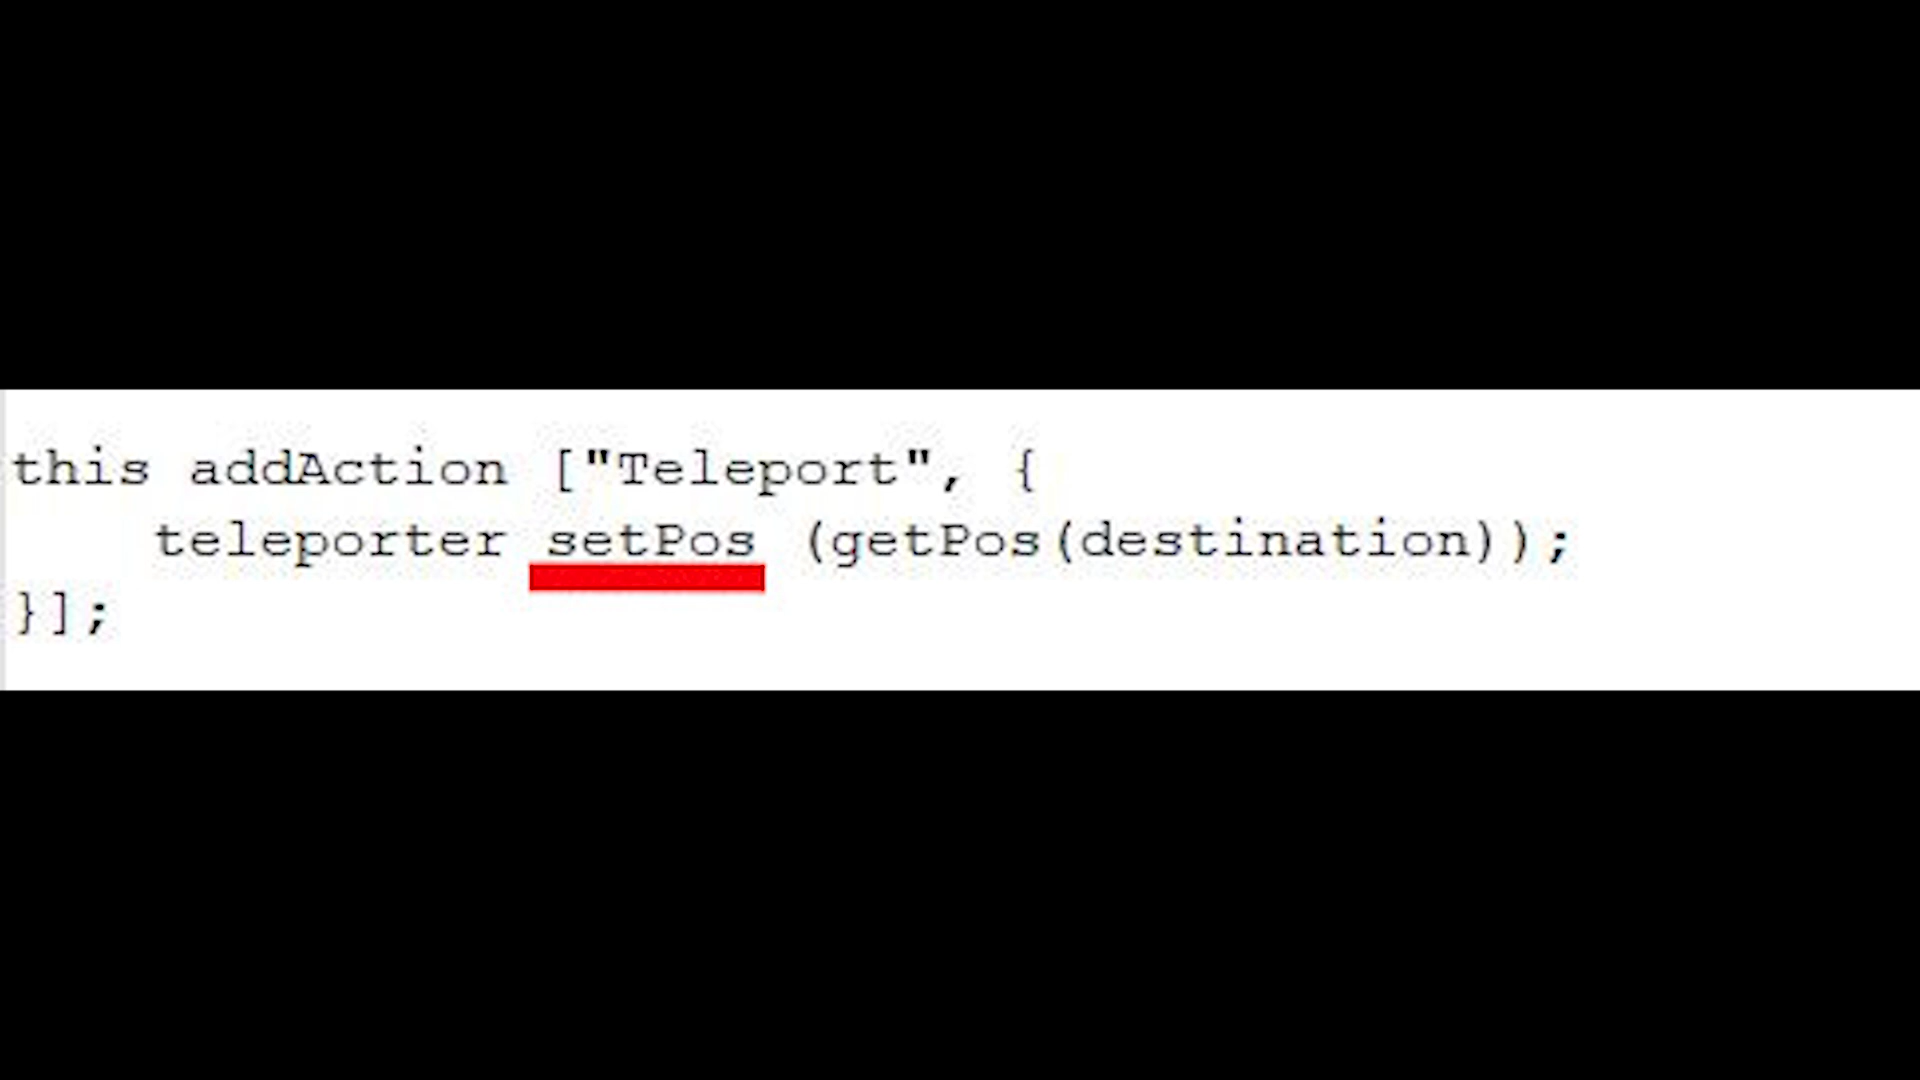 this addAction ["Teleport", {
    teleporter setPos (getPos(destination));
}];